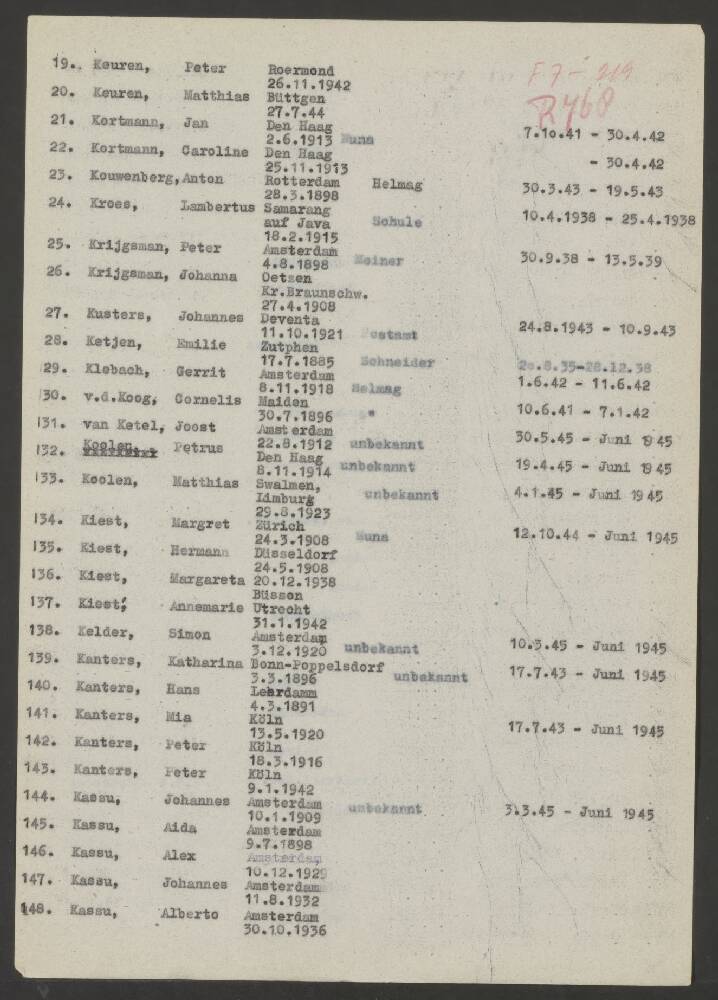 F 7 - 219
R468
19. Keuren, Peter Roermond
26.11.1942
20. Keuren, Matthias Büttgen
27.7.44
21. Kortmann, Jan Den Haag 7.10.41 - 30.4.42
2.6.1913 Muna
22. Kortmann, Caroline Den Haag - 30.4.42
25.11.1913
23. Kouwenberg, Anton Rotterdam Helmag 30.3.43 - 19.5.43
28.3.1898
24. Kroes, Lambertus Samarang
auf Java Schule 10.4.1938 - 25.4.1938
18.2.1915
25. Krijgsman, Peter Amsterdam
4.8.1898 Meiner 30.9.38 - 13.5.39
26. Krijgsman, Johanna Oetzen
Kr.Braunschw.
27.4.1908
27. Kusters, Johannes Deventa
11.10.1921 Postamt 24.8.1943 - 10.9.43
28. Ketjen, Emilie Zutphen
17.7.1885 Schneider 20.8.35-28.12.38
29. Klebach, Gerrit Amsterdam
8.11.1918 Helmag 1.6.42 - 11.6.42
130. v.d.Koog, Cornelis Maiden
30.7.1896 " 10.6.41 - 7.1.42
131. van Ketel, Joost Amsterdam
22.8.1912 unbekannt 30.5.45 - Juni 1945
132. Koolen, Petrus Den Haag
8.11.1914 unbekannt 19.4.45 - Juni 1945
133. Koolen, Matthias Swalmen,
Limburg unbekannt 4.1.45 - Juni 1945
29.8.1923
134. Kiest, Margret Zürich
24.3.1908 Muna 12.10.44 - Juni 1945
135. Kiest, Hermann Düsseldorf
24.5.1908
136. Kiest, Margareta 20.12.1938
Büsson
137. Kiest, Annemarie Utrecht
31.1.1942
138. Kelder, Simon Amsterdam
3.12.1920 unbekannt 10.3.45 - Juni 1945
139. Kanters, Katharina Bonn-Poppelsdorf
3.3.1896 unbekannt 17.7.43 - Juni 1945
140. Kanters, Hans Leerdamm
4.3.1891
141. Kanters, Mia Köln 17.7.43 - Juni 1945
13.5.1920
142. Kanters, Peter Köln
18.3.1916
143. Kanters, Peter Köln
9.1.1942
144. Kassu, Johannes Amsterdam unbekannt 3.3.45 - Juni 1945
10.1.1909
145. Kassu, Aida Amsterdam
9.7.1898
146. Kassu, Alex Amsterdam
10.12.1929
147. Kassu, Johannes Amsterdam
11.8.1932
148. Kassu, Alberto Amsterdam
30.10.1936